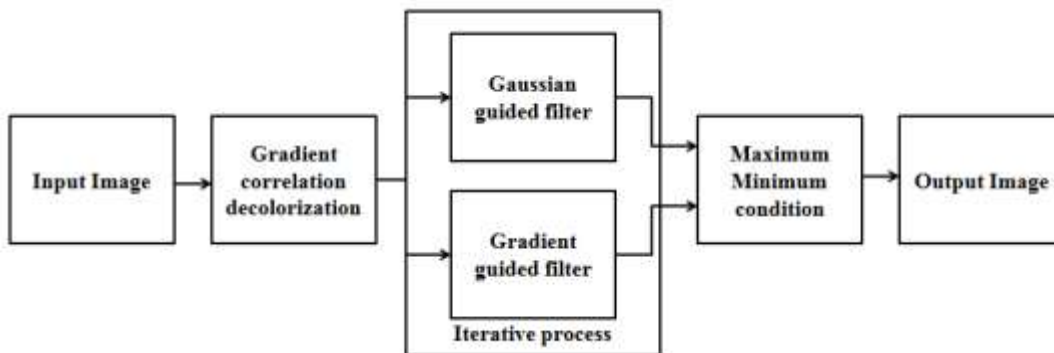 Input Image
Gradient
correlation
decolorization
Gaussian
guided filter
Gradient
guided filter
Iterative process
Maximum
Minimum
condition
Output Image